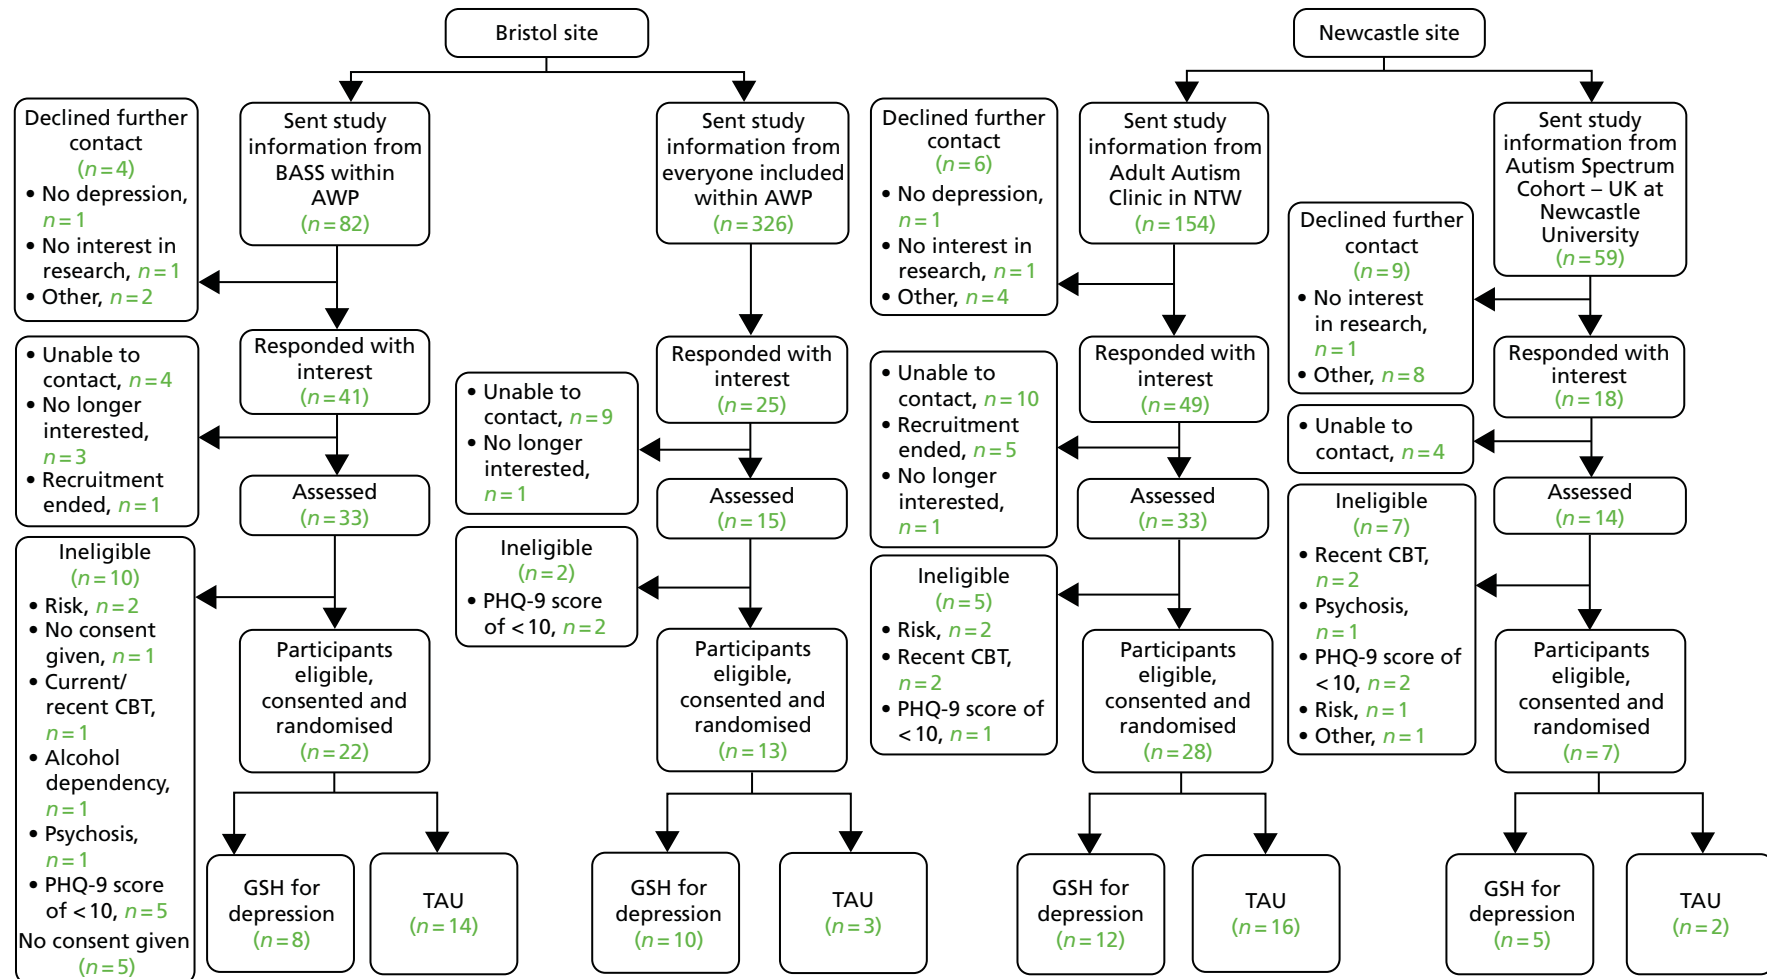 Bristol site
Declined further
contact
(n=4)
• No depression,
n=1
• No interest in
research, n=1
• Other, n=2
Sent study
information from
BASS within
AWP
(n=82)
Responded with
interest
(n=41)
• Unable to
contact, n=4
• No longer
interested,
n=3
• Recruitment
ended, n=1
Assessed
(n=33)
Ineligible
(n=10)
• Risk, n=2
• No consent
given, n=1
• Current/
recent CBT,
n=1
• Alcohol
dependency,
n=1
• Psychosis,
n=1
• PHQ-9 score
of <10, n=5
No consent given
(n=5)
Participants
eligible,
consented and
randomised
(n=22)
GSH for
depression
(n=8)
TAU
(n=14)
Sent study
information from
everyone included
within AWP
(n=326)
Responded with
interest
(n=25)
• Unable to
contact, n=9
• No longer
interested,
n=1
Assessed
(n=15)
Ineligible
(n=2)
• PHQ-9 score
of <10, n=2
Participants
eligible,
consented and
randomised
(n=13)
GSH for
depression
(n=10)
TAU
(n=3)
Newcastle site
Declined further
contact
(n=6)
• No depression,
n=1
• No interest in
research, n=1
• Other, n=4
Sent study
information from
Adult Autism
Clinic in NTW
(n=154)
Responded with
interest
(n=49)
• Unable to
contact, n=10
• Recruitment
ended, n=5
• No longer
interested,
n=1
Assessed
(n=33)
Ineligible
(n=5)
• Risk, n=2
• Recent CBT,
n=2
• PHQ-9 score of
<10, n=1
Participants
eligible,
consented and
randomised
(n=28)
GSH for
depression
(n=12)
TAU
(n=16)
Sent study
information from
Autism Spectrum
Cohort – UK at
Newcastle
University
(n=59)
Declined further
contact
(n=9)
• No interest
in research,
n=1
• Other, n=8
Responded with
interest
(n=18)
• Unable to
contact, n=4
Assessed
(n=14)
Ineligible
(n=7)
• Recent CBT,
n=2
• Psychosis,
n=1
• PHQ-9 score of
<10, n=2
• Risk, n=1
• Other, n=1
Participants
eligible,
consented and
randomised
(n=7)
GSH for
depression
(n=5)
TAU
(n=2)